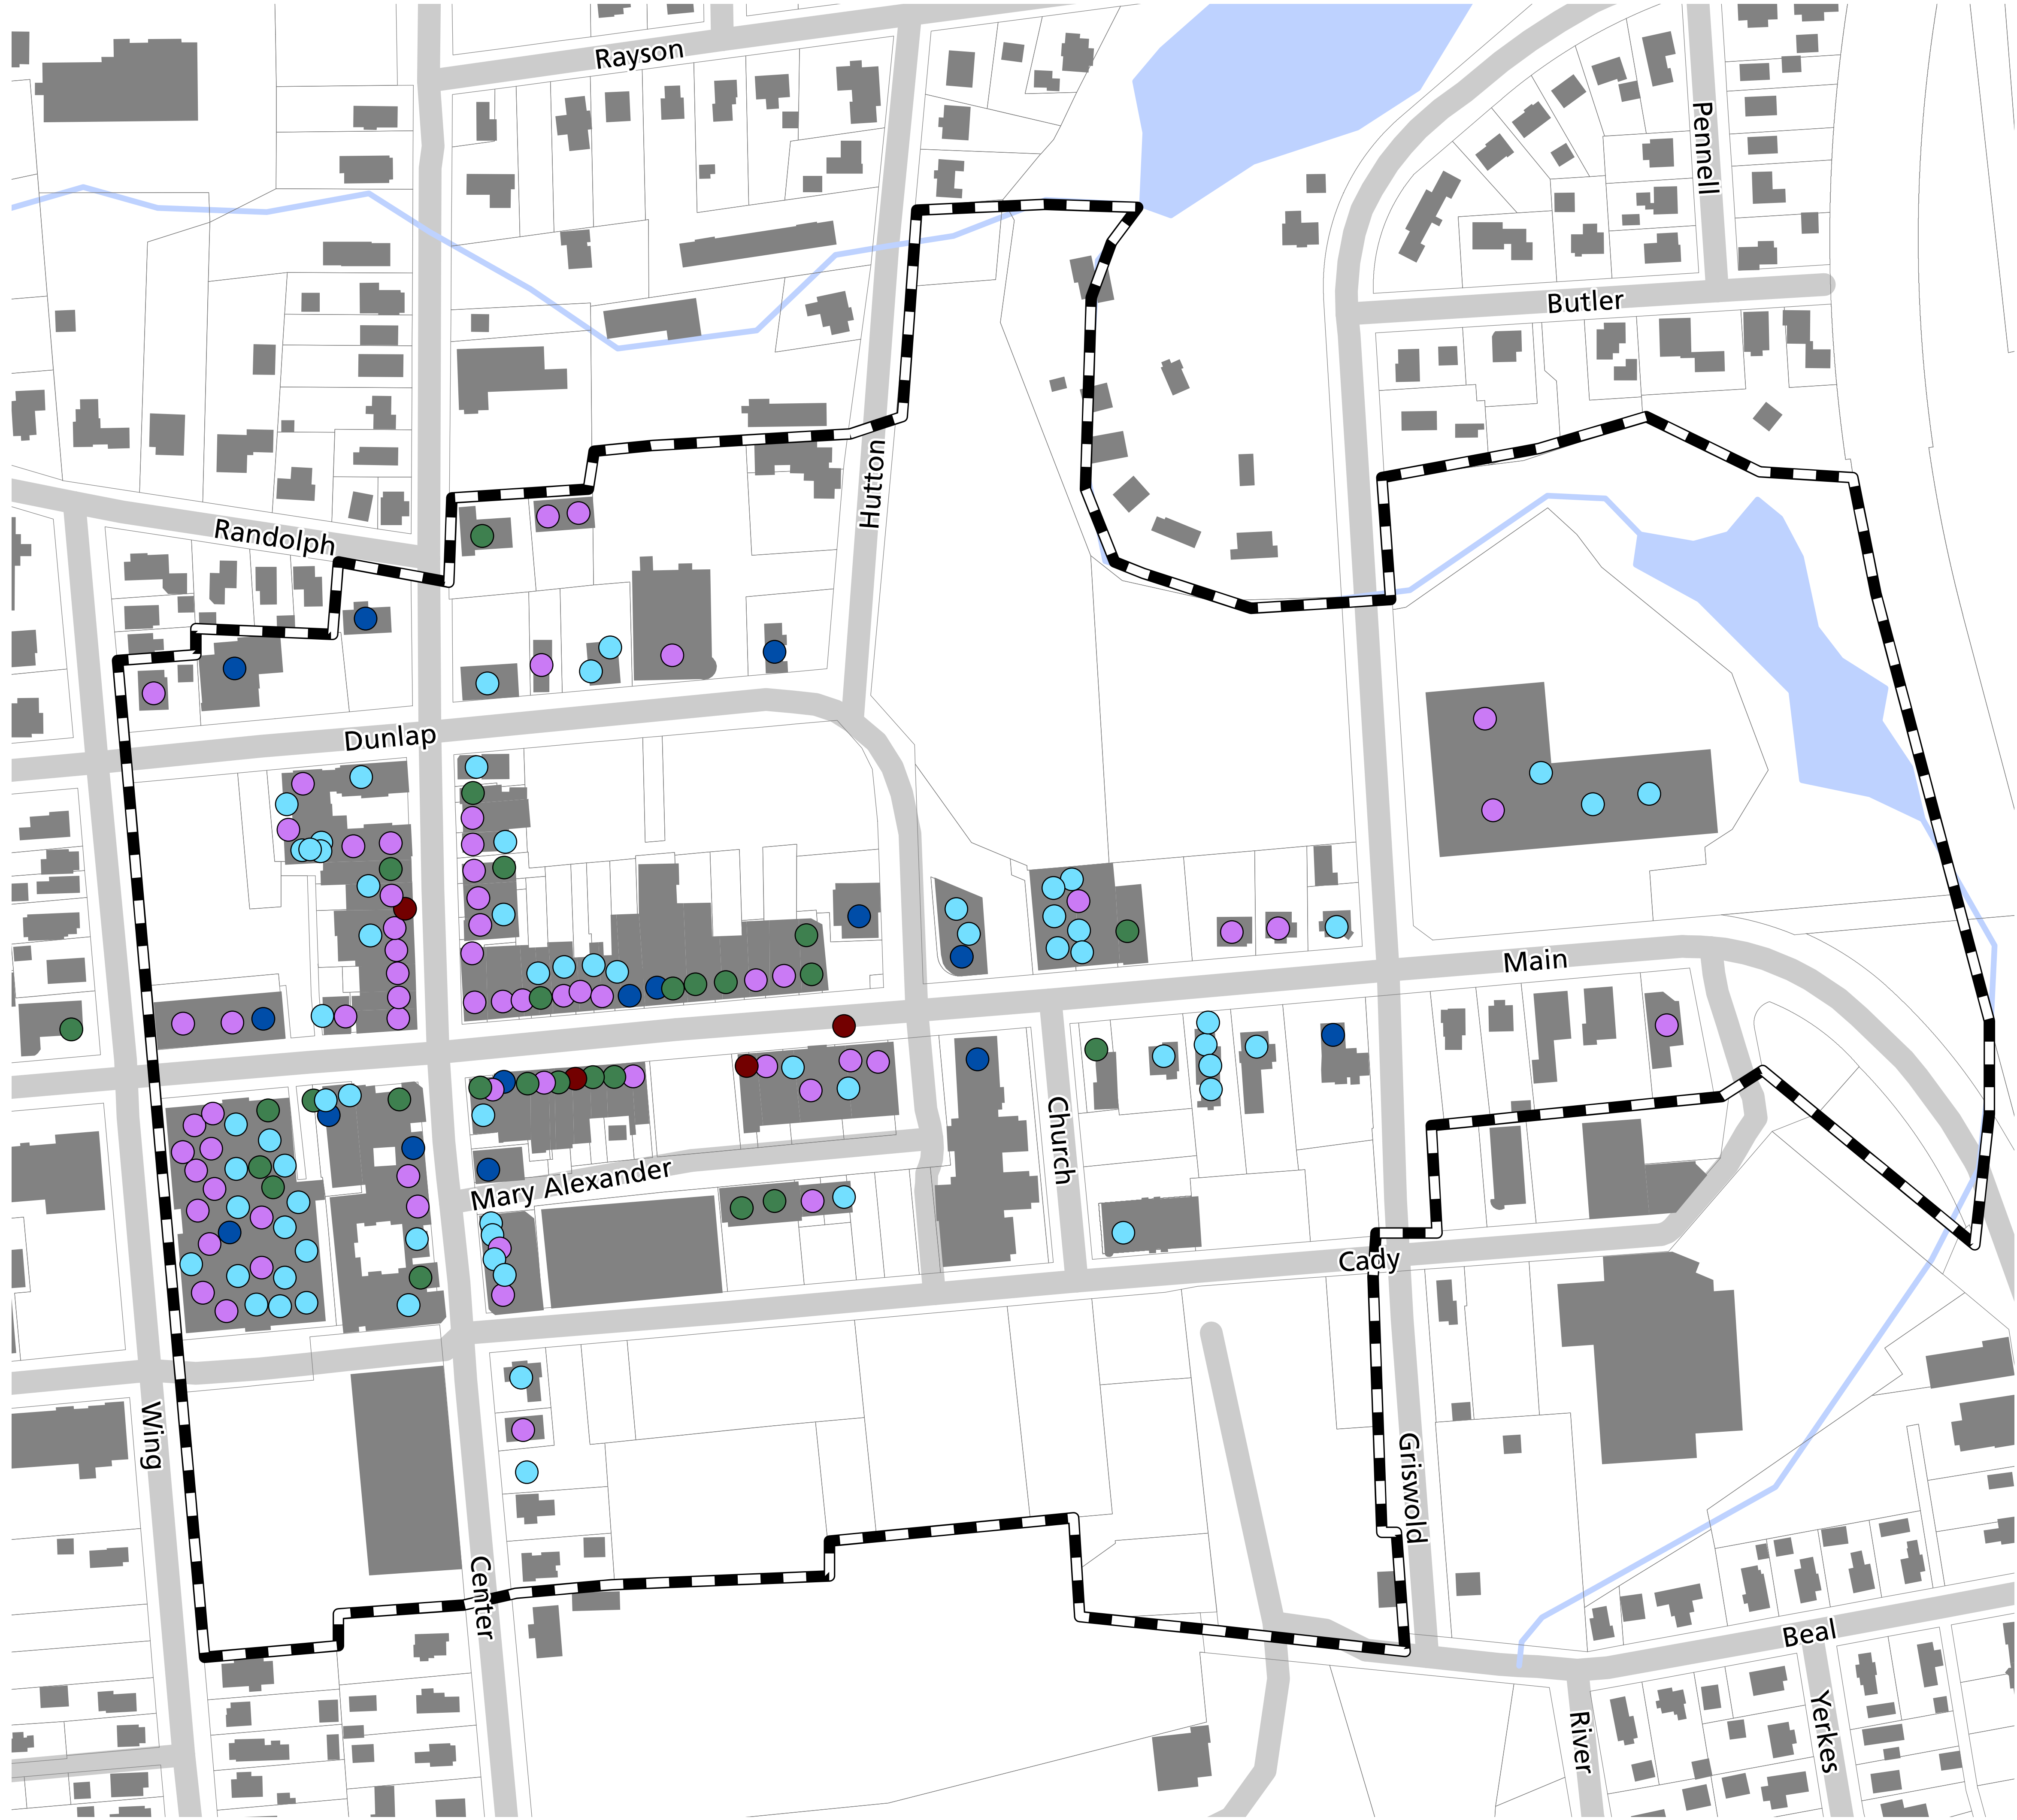 Rayson
Pennell
Butler
Hutton
Randolph
Dunlap
Main
Church
Mary Alexander
Cady
Wing
Griswold
Center
Beal
River
Yerkes